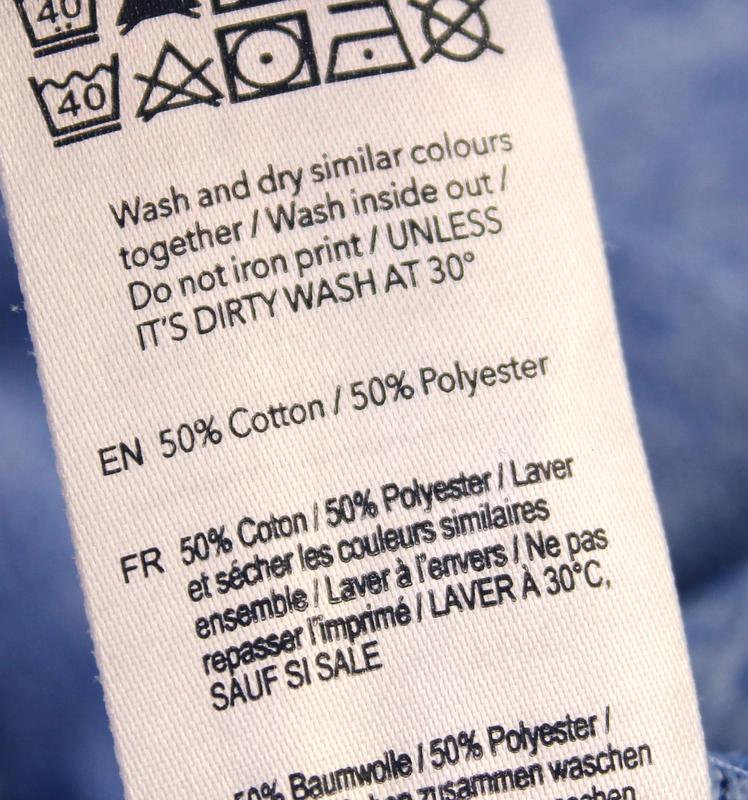 40
40
Wash and dry similar colours
together / Wash inside out /
Do not iron print / UNLESS
IT'S DIRTY WASH AT 30°
EN 50% Cotton / 50% Polyester
FR 50% Coton / 50% Polyester / Laver
et sécher les couleurs similaires
ensemble / Laver à l'envers / Ne pas
repasser l'imprimé / LAVER À 30°C,
SAUF SI SALE
50% Baumwolle / 50% Polyester /
zusammen waschen